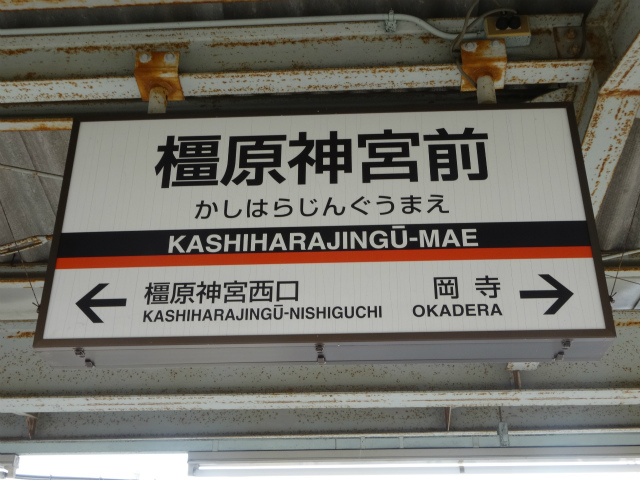 橿原神宮前
かしはらじんぐうまえ
KASHIHARAJINGŪ-MAE
← 橿原神宮西口
KASHIHARAJINGŪ-NISHIGUCHI
岡寺 →
OKADERA